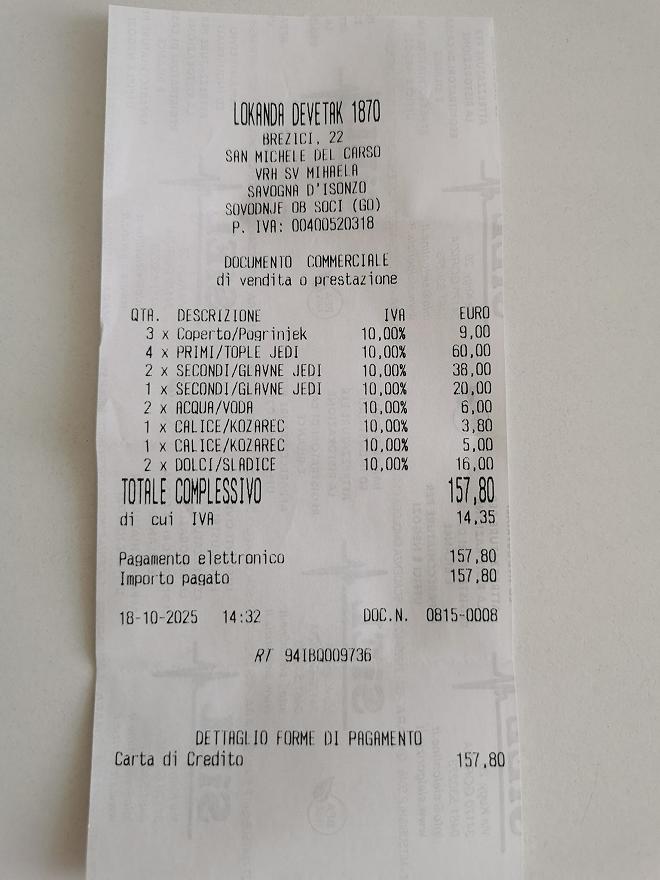 LOKANDA DEVETAK 1870
BREZICI, 22
SAN MICHELE DEL CARSO
VRH SV MIHAELA
SAVOGNA D'ISONZO
SOVODNJE OB SOCI (GO)
P. IVA: 00400520318
DOCUMENTO COMMERCIALE
di vendita o prestazione
QTA. DESCRIZIONE IVA EURO
3 x Coperto/Pogrinjek 10,00% 9,00
4 x PRIMI/TOPLE JEDI 10,00% 60,00
2 x SECONDI/GLAVNE JEDI 10,00% 38,00
1 x SECONDI/GLAVNE JEDI 10,00% 20,00
2 x ACQUA/VODA 10,00% 6,00
1 x CALICE/KOZAREC 10,00% 3,80
1 x CALICE/KOZAREC 10,00% 5,00
2 x DOLCI/SLADICE 10,00% 16,00
TOTALE COMPLESSIVO 157,80
di cui IVA 14,35
Pagamento elettronico 157,80
Importo pagato 157,80
18-10-2025 14:32 DOC.N. 0815-0008
RT 94IBQ009736
DETTAGLIO FORME DI PAGAMENTO
Carta di Credito 157,80